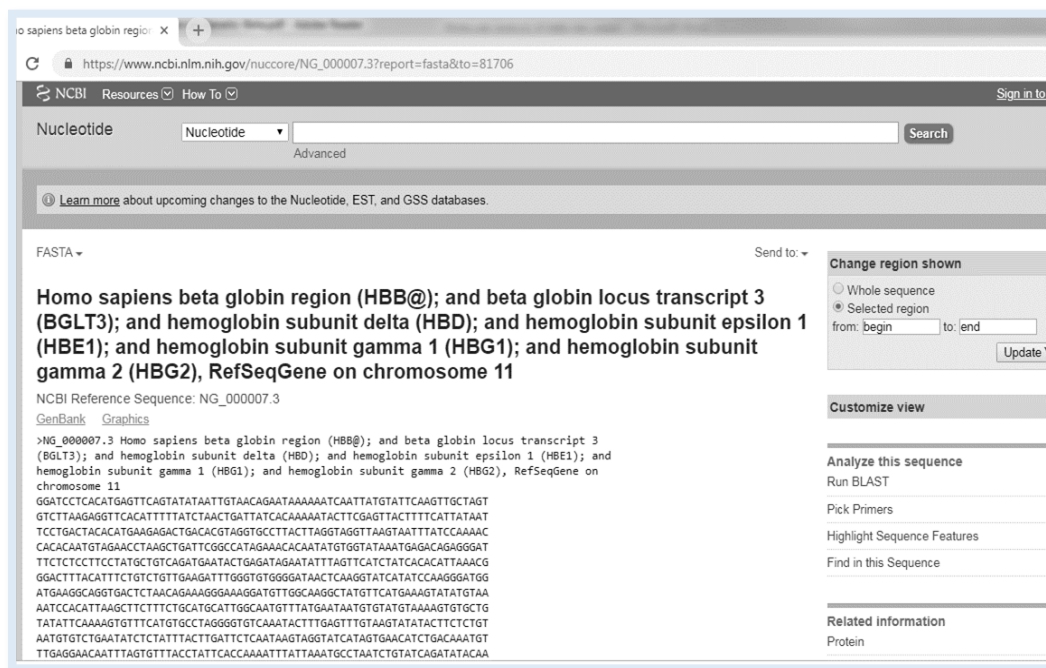 o sapiens beta globin region
https://www.ncbi.nlm.nih.gov/nuccore/NG_000007.3?report=fasta&to=81706
NCBI Resources How To Sign in to
Nucleotide Nucleotide Search
Advanced
Learn more about upcoming changes to the Nucleotide, EST, and GSS databases.
FASTA Send to:
Change region shown
Whole sequence
Selected region
from: begin to: end
Update
Homo sapiens beta globin region (HBB@); and beta globin locus transcript 3
(BGLT3); and hemoglobin subunit delta (HBD); and hemoglobin subunit epsilon 1
(HBE1); and hemoglobin subunit gamma 1 (HBG1); and hemoglobin subunit
gamma 2 (HBG2), RefSeqGene on chromosome 11
NCBI Reference Sequence: NG_000007.3
GenBank Graphics
>NG_000007.3 Homo sapiens beta globin region (HBB@); and beta globin locus transcript 3
(BGLT3); and hemoglobin subunit delta (HBD); and hemoglobin subunit epsilon 1 (HBE1); and
hemoglobin subunit gamma 1 (HBG1); and hemoglobin subunit gamma 2 (HBG2), RefSeqGene on
chromosome 11
GGATCCTCACATGAGTTCAGTATATAATTGTAACAGAATAAAAAATCAATTATGTATTCAAGTTGCTAGT
GTCTTAAGAGGTTCACATTTTTATCTAACTGATTATCACAAAAATACTTCGAGTTACTTTTCATTATAAT
TCCTGACTACACATGAAGAGACTGACACGTAGGTGCCTTACTTAGGTAGGTTAAGTAATTTATCCAAAAC
CACACAATGTAGAACCTAAGCTGATTCGGCCATAGAAACACAATATGTGGTATAAATGAGACAGAGGGAT
TTCTCTCCTTCCTATGCTGTCAGATGAATACTGAGATAGAATATTTAGTTCATCTATCACACATTAAACG
GGACTTTACATTTCTGTCTGTTGAAGATTTGGGTGTGGGGATAACTCAAGGTATCATATCCAAGGGATGG
ATGAAGGCAGGTGACTCTAACAGAAAGGGAAAGGATGTTGGCAAGGCTATGTTCATGAAAGTATATGTAA
AATCCACATTAAGCTTCTTTCTGCATGCATTGGCAATGTTTATGAATAATGTGTATGTAAAAGTGTGCTG
TATATTCAAAAGTGTTTCATGTGCCTAGGGGTGTCAAATACTTTGAGTTTGTAAGTATATACTTCTCTGT
AATGTGTCTGAATATCTCTATTTACTTGATTCTCAATAAGTAGGTATCATAGTGAACATCTGACAAATGT
TTGAGGAACAATTTAGTGTTTACCTATTCACCAAAATTTATTAAATGCCTAATCTGTATCAGATATACAA
Customize view
Analyze this sequence
Run BLAST
Pick Primers
Highlight Sequence Features
Find in this Sequence
Related information
Protein